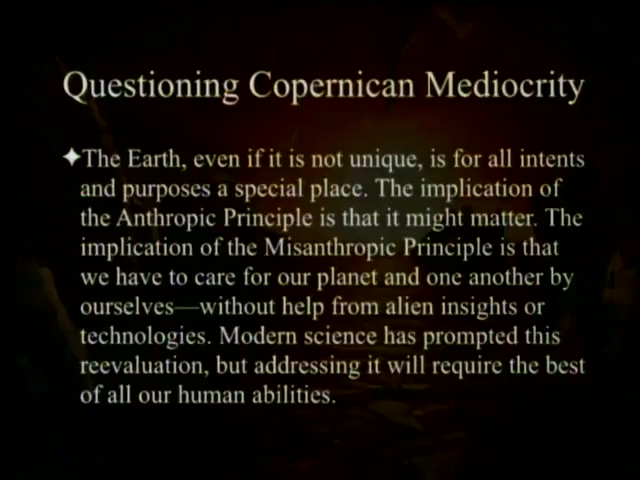 Questioning Copernican Mediocrity
✦The Earth, even if it is not unique, is for all intents
and purposes a special place. The implication of
the Anthropic Principle is that it might matter. The
implication of the Misanthropic Principle is that
we have to care for our planet and one another by
ourselves—without help from alien insights or
technologies. Modern science has prompted this
reevaluation, but addressing it will require the best
of all our human abilities.